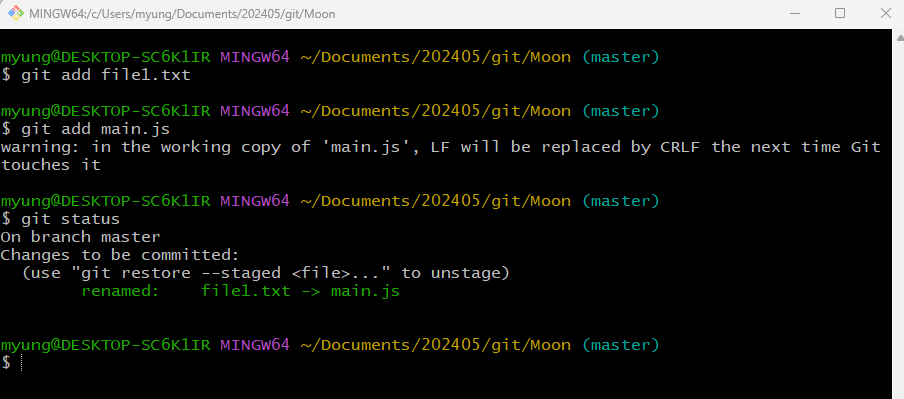 MINGW64:/c/Users/myung/Documents/202405/git/Moon
myung@DESKTOP-SC6K1IR MINGW64 ~/Documents/202405/git/Moon (master)
$ git add file1.txt
myung@DESKTOP-SC6K1IR MINGW64 ~/Documents/202405/git/Moon (master)
$ git add main.js
warning: in the working copy of 'main.js', LF will be replaced by CRLF the next time Git
touches it
myung@DESKTOP-SC6K1IR MINGW64 ~/Documents/202405/git/Moon (master)
$ git status
On branch master
Changes to be committed:
  (use "git restore --staged <file>..." to unstage)
        renamed:    file1.txt -> main.js
myung@DESKTOP-SC6K1IR MINGW64 ~/Documents/202405/git/Moon (master)
$